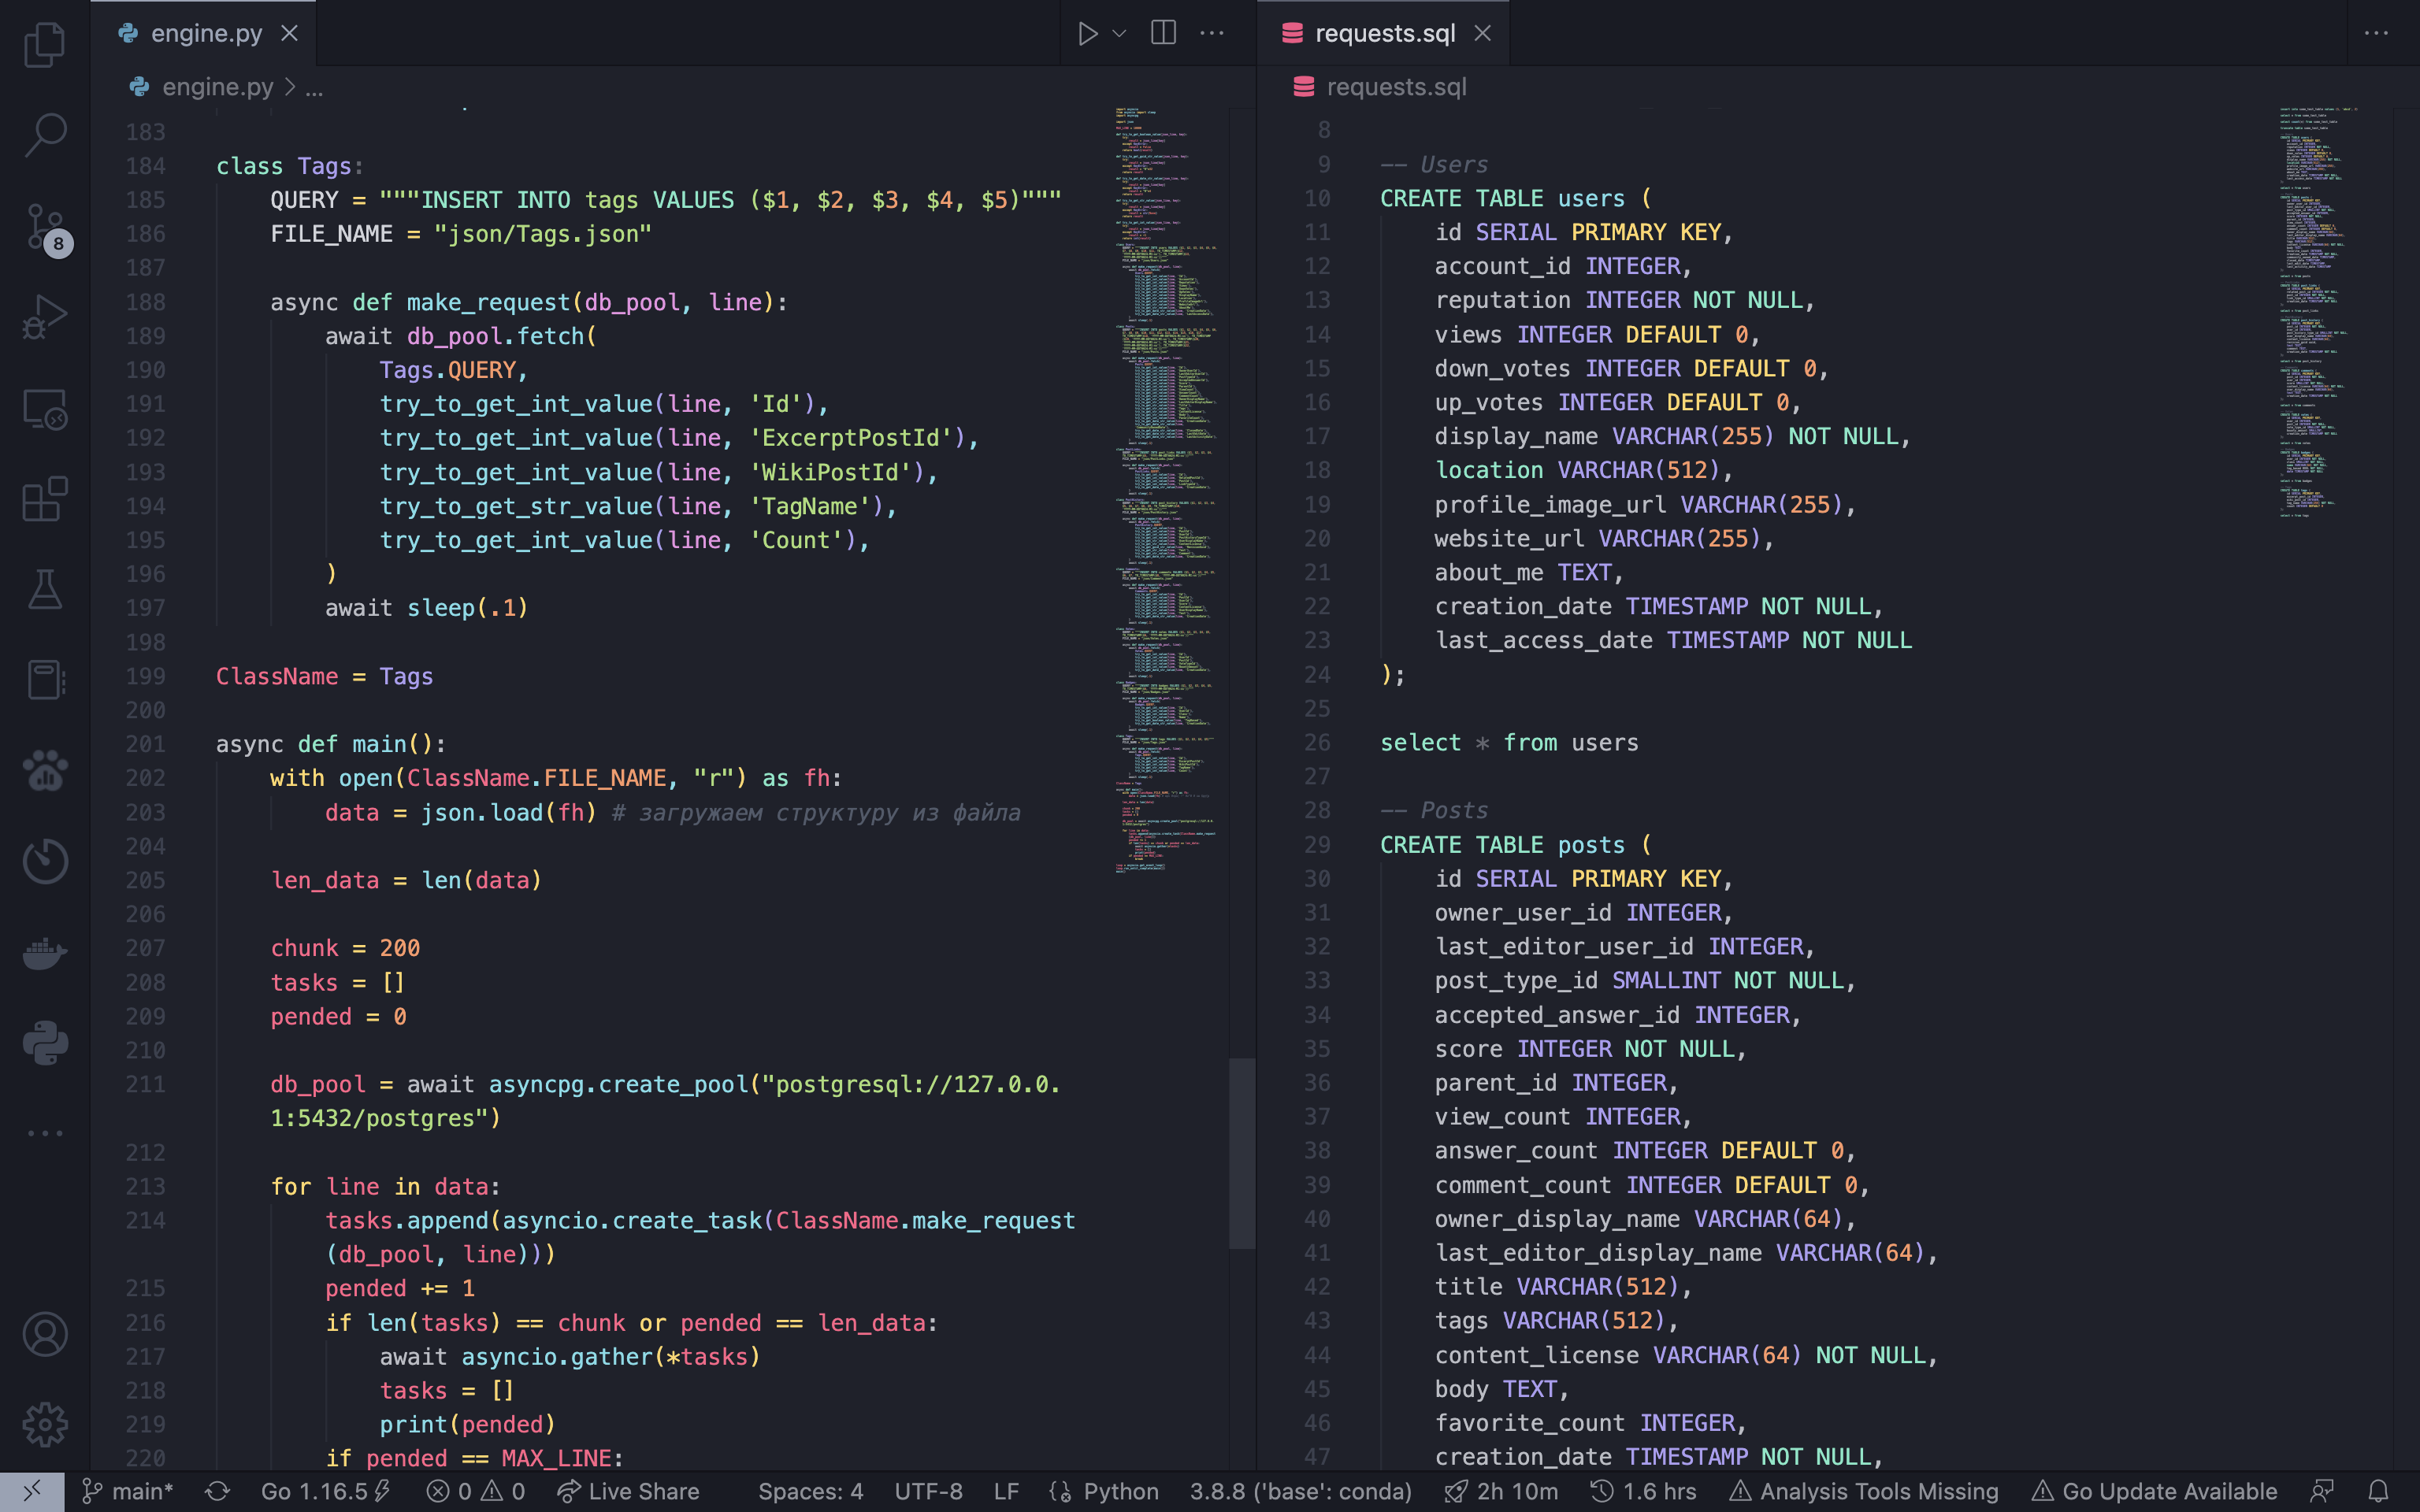 engine.py
requests.sql
engine.py > ...
183
184 class Tags:
185 QUERY = """INSERT INTO tags VALUES ($1, $2, $3, $4, $5)"""
186 FILE_NAME = "json/Tags.json"
187
188 async def make_request(db_pool, line):
189 await db_pool.fetch(
190 Tags.QUERY,
191 try_to_get_int_value(line, 'Id'),
192 try_to_get_int_value(line, 'ExcerptPostId'),
193 try_to_get_int_value(line, 'WikiPostId'),
194 try_to_get_str_value(line, 'TagName'),
195 try_to_get_int_value(line, 'Count'),
196 )
197 await sleep(.1)
198
199 ClassName = Tags
200
201 async def main():
202 with open(ClassName.FILE_NAME, "r") as fh:
203 data = json.load(fh) # загружаем структуру из файла
204
205 len_data = len(data)
206
207 chunk = 200
208 tasks = []
209 pended = 0
210
211 db_pool = await asyncpg.create_pool("postgresql://127.0.0.
1:5432/postgres")
212
213 for line in data:
214 tasks.append(asyncio.create_task(ClassName.make_request
(db_pool, line)))
215 pended += 1
216 if len(tasks) == chunk or pended == len_data:
217 await asyncio.gather(*tasks)
218 tasks = []
219 print(pended)
220 if pended == MAX_LINE:
requests.sql
8
9 -- Users
10 CREATE TABLE users (
11 id SERIAL PRIMARY KEY,
12 account_id INTEGER,
13 reputation INTEGER NOT NULL,
14 views INTEGER DEFAULT 0,
15 down_votes INTEGER DEFAULT 0,
16 up_votes INTEGER DEFAULT 0,
17 display_name VARCHAR(255) NOT NULL,
18 location VARCHAR(512),
19 profile_image_url VARCHAR(255),
20 website_url VARCHAR(255),
21 about_me TEXT,
22 creation_date TIMESTAMP NOT NULL,
23 last_access_date TIMESTAMP NOT NULL
24 );
25
26 select * from users
27
28 -- Posts
29 CREATE TABLE posts (
30 id SERIAL PRIMARY KEY,
31 owner_user_id INTEGER,
32 last_editor_user_id INTEGER,
33 post_type_id SMALLINT NOT NULL,
34 accepted_answer_id INTEGER,
35 score INTEGER NOT NULL,
36 parent_id INTEGER,
37 view_count INTEGER,
38 answer_count INTEGER DEFAULT 0,
39 comment_count INTEGER DEFAULT 0,
40 owner_display_name VARCHAR(64),
41 last_editor_display_name VARCHAR(64),
42 title VARCHAR(512),
43 tags VARCHAR(512),
44 content_license VARCHAR(64) NOT NULL,
45 body TEXT,
46 favorite_count INTEGER,
47 creation_date TIMESTAMP NOT NULL,
8
main* Go 1.16.5 0 0 Live Share Spaces: 4 UTF-8 LF Python 3.8.8 ('base': conda) 2h 10m 1.6 hrs Analysis Tools Missing Go Update Available